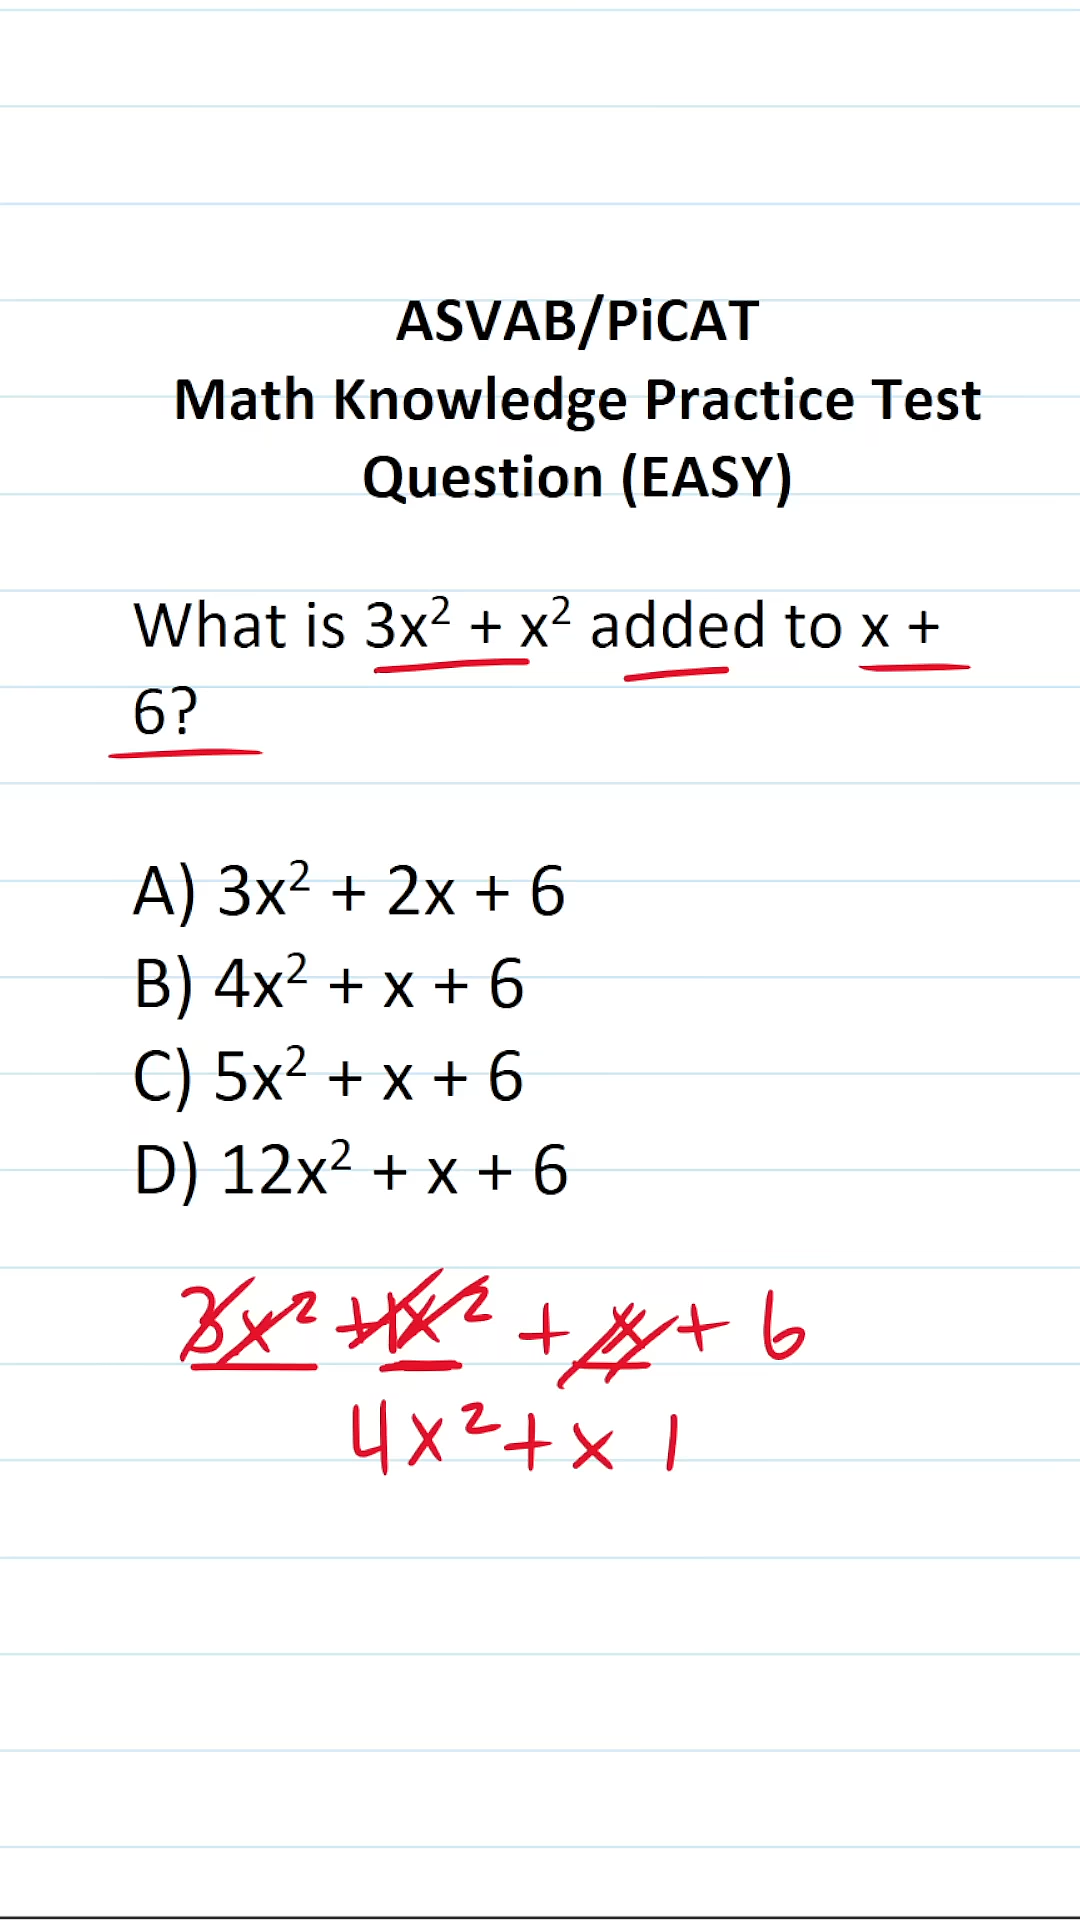 ASVAB/PiCAT
Math Knowledge Practice Test
Question (EASY)
What is 3x² + x² added to x +
6?
A) 3x² + 2x + 6
B) 4x² + x + 6
C) 5x² + x + 6
D) 12x² + x + 6
3x² + 1x² + x + 6
4x² + x |